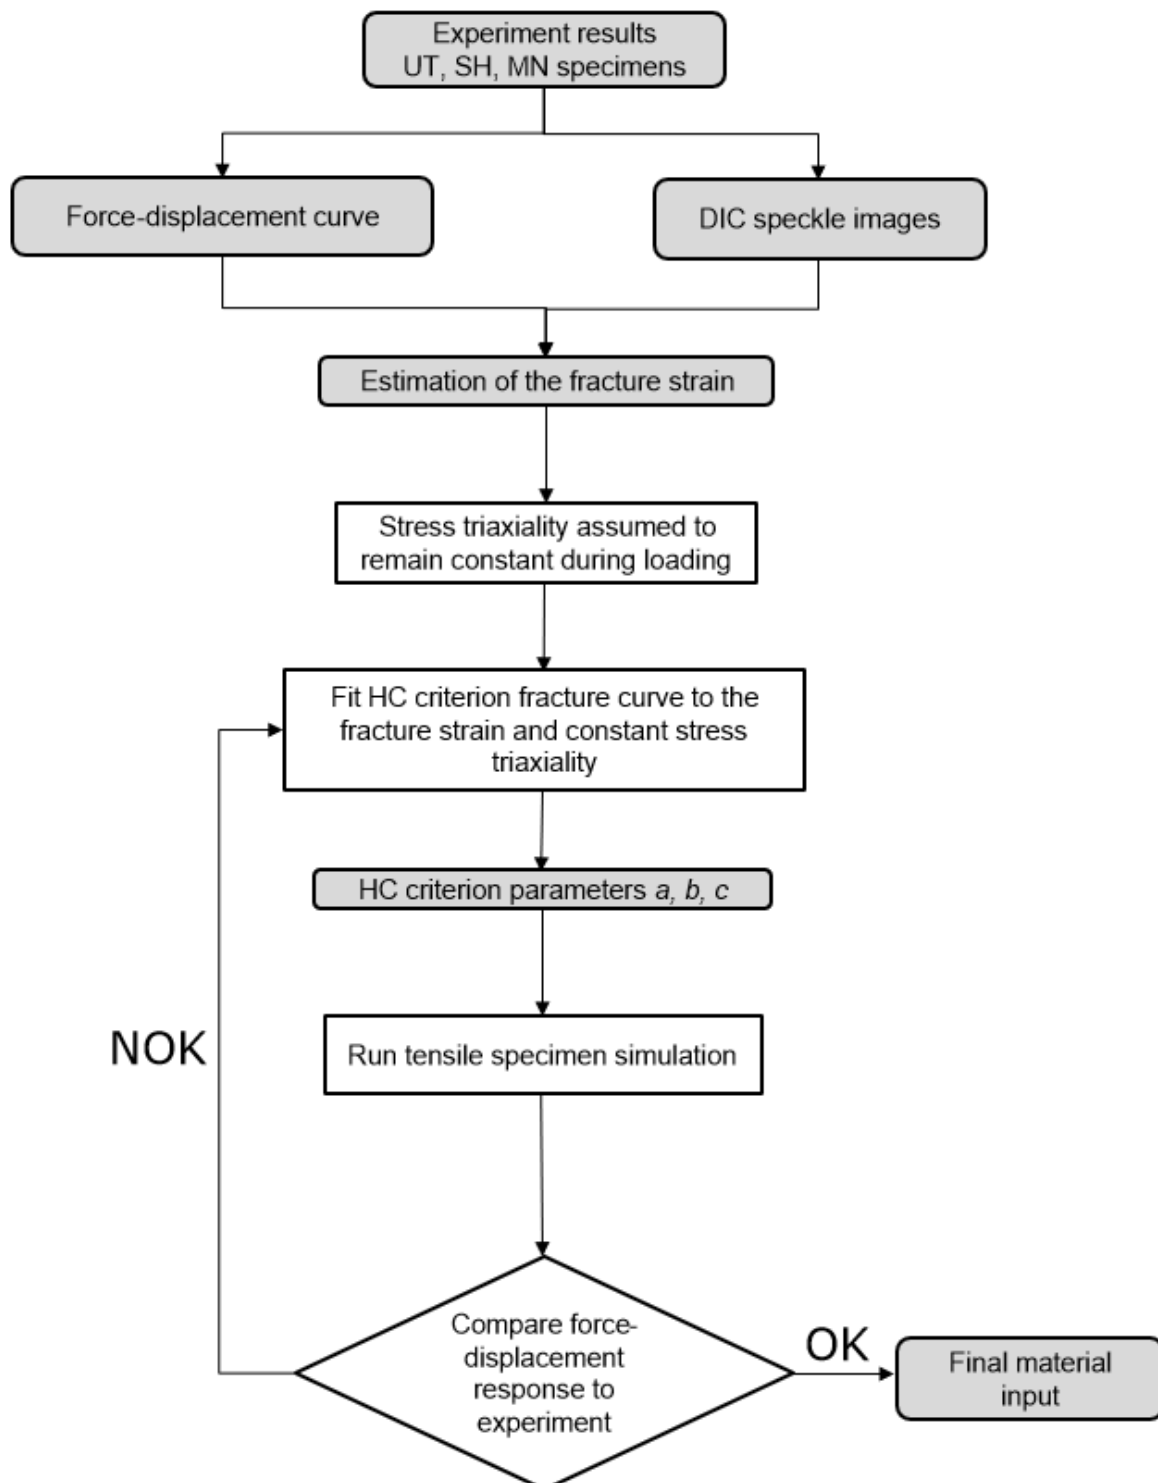 Experiment results
UT, SH, MN specimens
Force-displacement curve
DIC speckle images
Estimation of the fracture strain
Stress triaxiality assumed to
remain constant during loading
Fit HC criterion fracture curve to the
fracture strain and constant stress
triaxiality
HC criterion parameters a, b, c
NOK
Run tensile specimen simulation
Compare force-
displacement
response to
experiment
OK
Final material
input